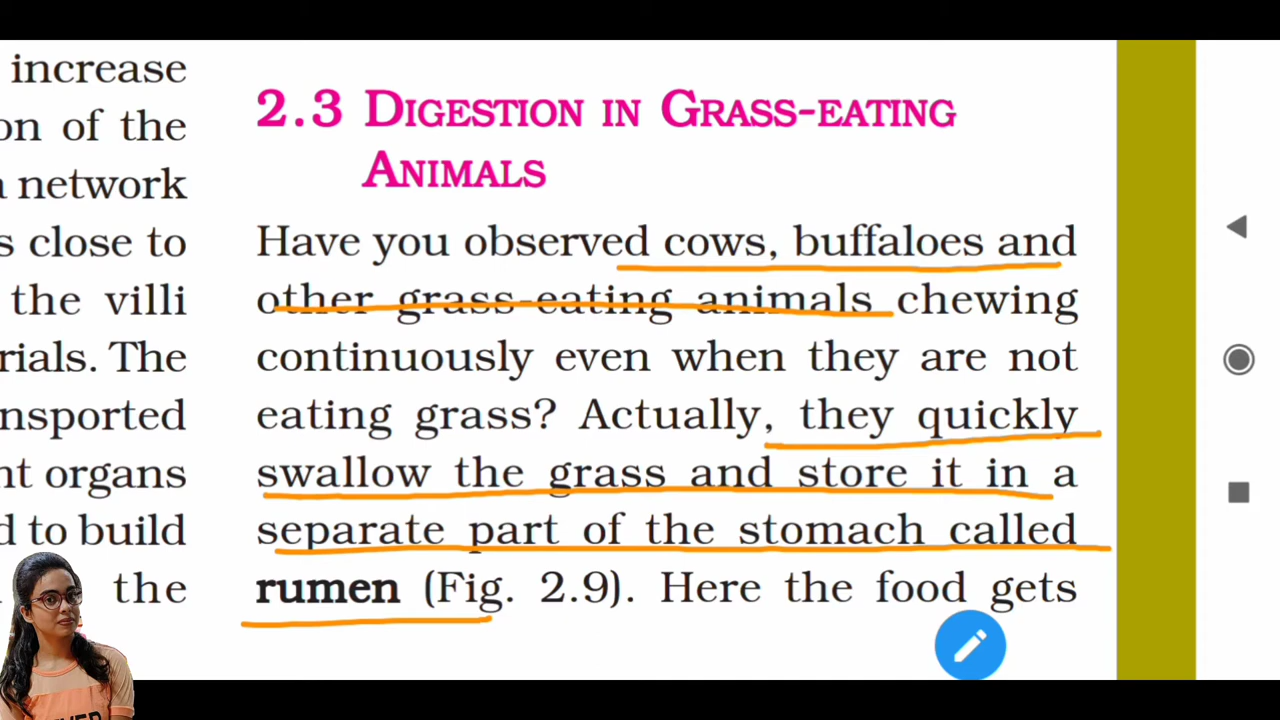 increase
on of the
network
s close to
the villi
rials. The
nsported
nt organs
d to build
the
2.3 DIGESTION IN GRASS-EATING
ANIMALS
Have you observed cows, buffaloes and
other grass-eating animals chewing
continuously even when they are not
eating grass? Actually, they quickly
swallow the grass and store it in a
separate part of the stomach called
rumen (Fig. 2.9). Here the food gets